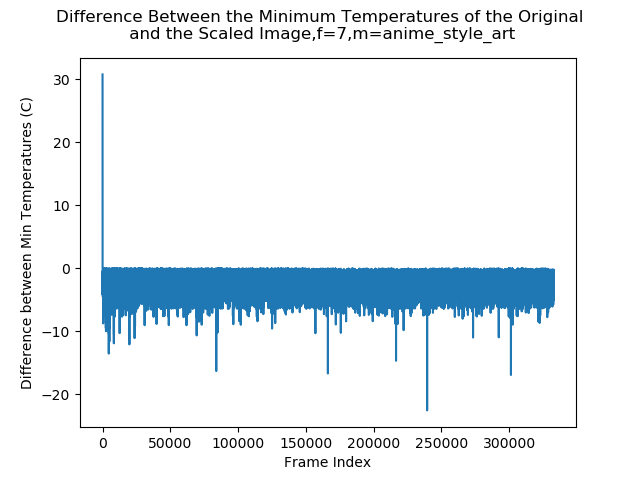 Difference Between the Minimum Temperatures of the Original
and the Scaled Image,f=7,m=anime_style_art
Difference between Min Temperatures (C)
30
20
10
0
−10
−20
0 50000 100000 150000 200000 250000 300000
Frame Index